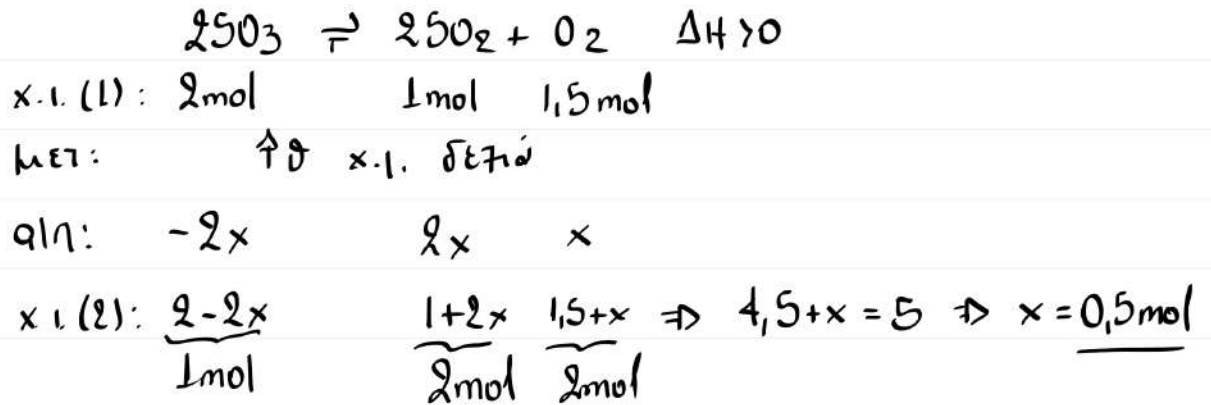 2SO3 ⇌ 2SO2 + O2 ΔH>0
x.ι. (1): 2mol 1mol 1,5mol
μετ: ↑θ x.ι. δεξιά
α/π: -2x 2x x
x ι. (2): 2-2x 1+2x 1,5+x ⇒ 4,5+x = 5 ⇒ x = 0,5mol
1mol 2mol 2mol